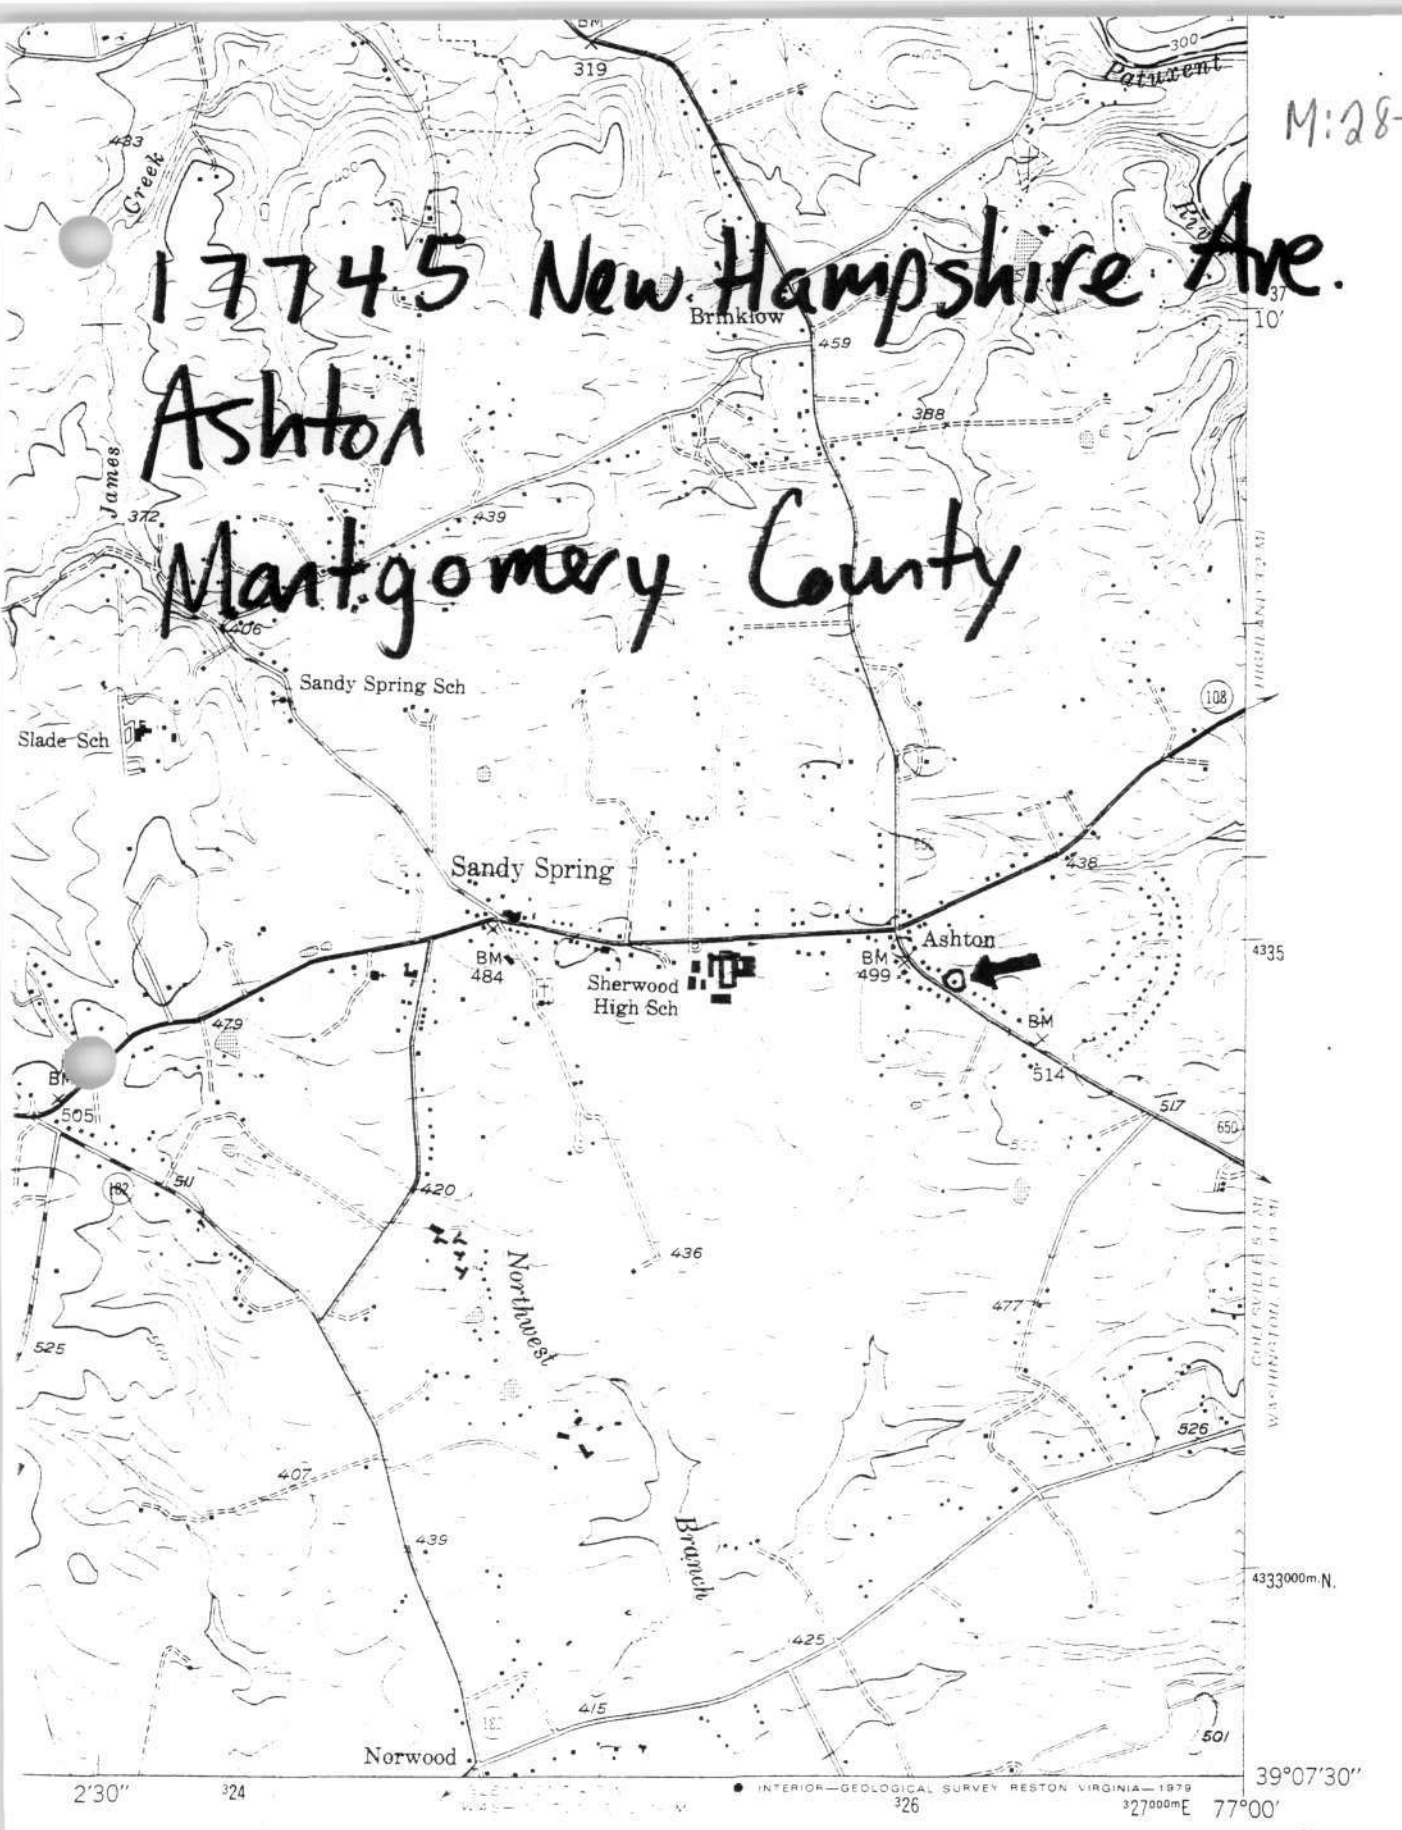 BM
319
300
Patuxent
M:28-
483
Creek
17745 New Hampshire Ave.
37
10'
Brinklow
459
Ashton
388
James
372
439
Montgomery County
406
Sandy Spring Sch
108
Slade Sch
438
Sandy Spring
Ashton
BM
484
Sherwood
High Sch
BM
499
4335
479
BM
514
BM
505
517
650
182
511
420
436
Northwest
477
525
526
407
439
Branch
4333000m.N.
425
415
501
Norwood
INTERIOR—GEOLOGICAL SURVEY RESTON VIRGINIA—1979
39°07'30"
2'30"
324
326
327000mE
77°00'